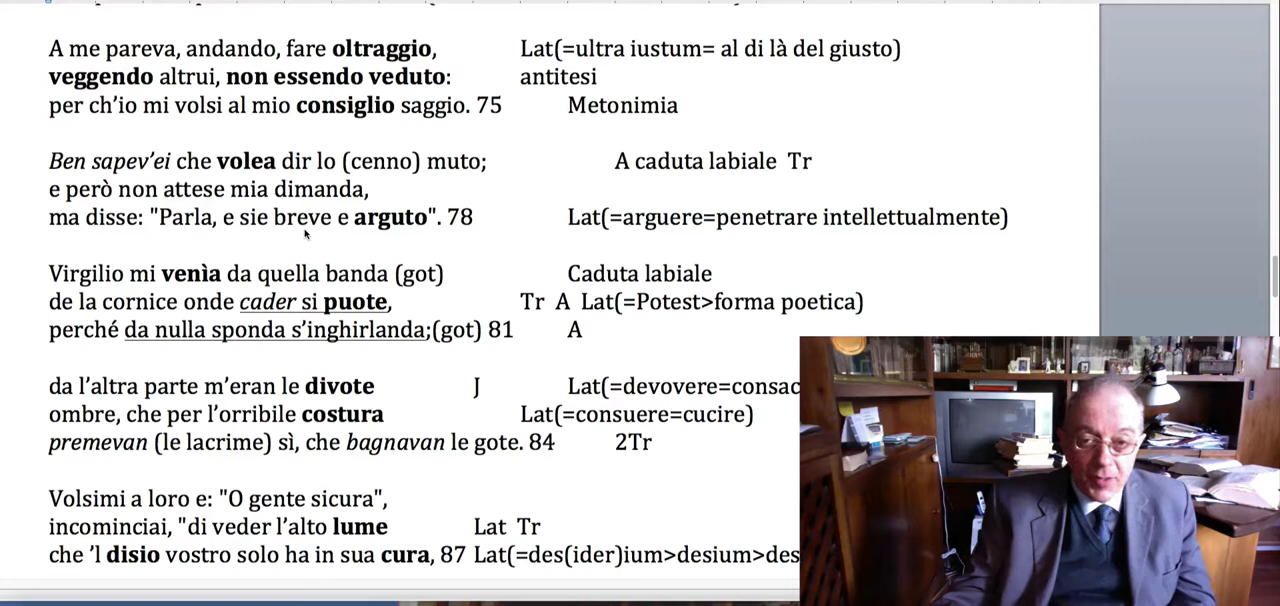 A me pareva, andando, fare oltraggio, Lat(=ultra iustum= al di là del giusto)
veggendo altrui, non essendo veduto: antitesi
per ch'io mi volsi al mio consiglio saggio. 75 Metonimia
Ben sapev'ei che volea dir lo (cenno) muto; A caduta labiale Tr
e però non attese mia dimanda,
ma disse: "Parla, e sie breve e arguto". 78 Lat(=arguere=penetrare intellettualmente)
Virgilio mi venìa da quella banda (got) Caduta labiale
de la cornice onde cader si puote, Tr A Lat(=Potest>forma poetica)
perché da nulla sponda s'inghirlanda;(got) 81 A
da l'altra parte m'eran le divote J Lat(=devovere=consac
ombre, che per l'orribile costura Lat(=consuere=cucire)
premevan (le lacrime) sì, che bagnavan le gote. 84 2Tr
Volsimi a loro e: "O gente sicura",
incominciai, "di veder l'alto lume Lat Tr
che 'l disio vostro solo ha in sua cura, 87 Lat(=des(ider)ium>desium>des